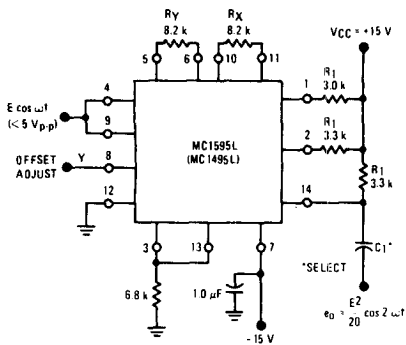 RY
8.2 k
RX
8.2 k
5
6
10
11
VCC = +15 V
4
E cos ωt
(< 5 Vp-p)
9
1
R1
3.0 k
MC1595L
(MC1495L)
2
R1
3.3 k
OFFSET
ADJUST
Y
8
R1
3.3 k
12
14
3
13
7
*SELECT
C1*
6.8 k
1.0 μF
-15 V
eo = E2/20 cos 2 ωt